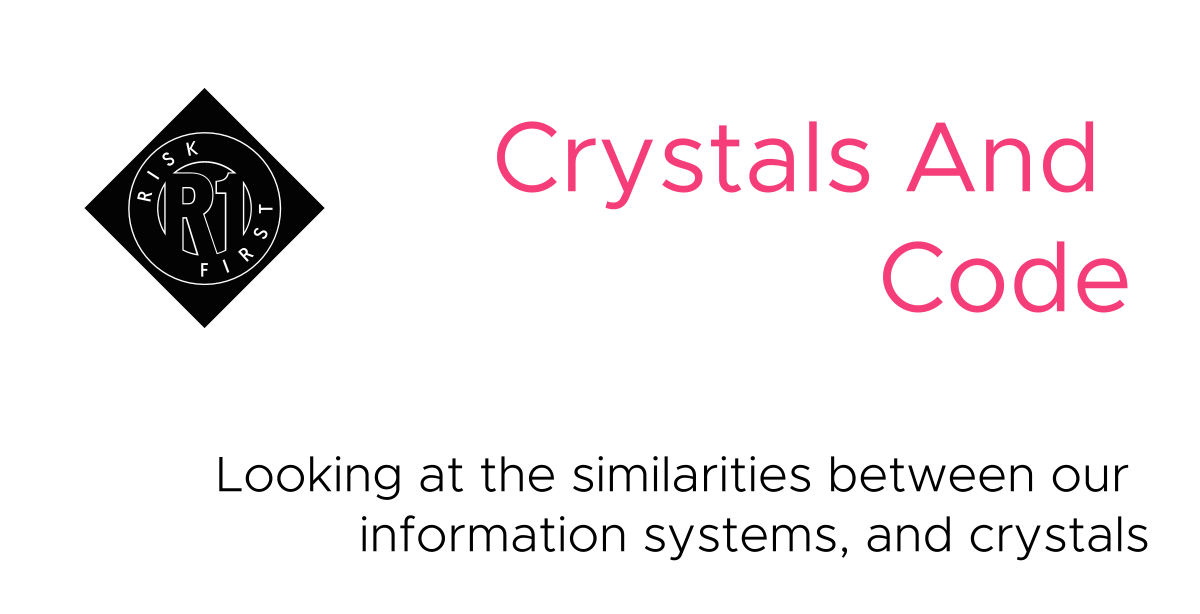 RISK
R1
FIRST
Crystals And
Code
Looking at the similarities between our
information systems, and crystals